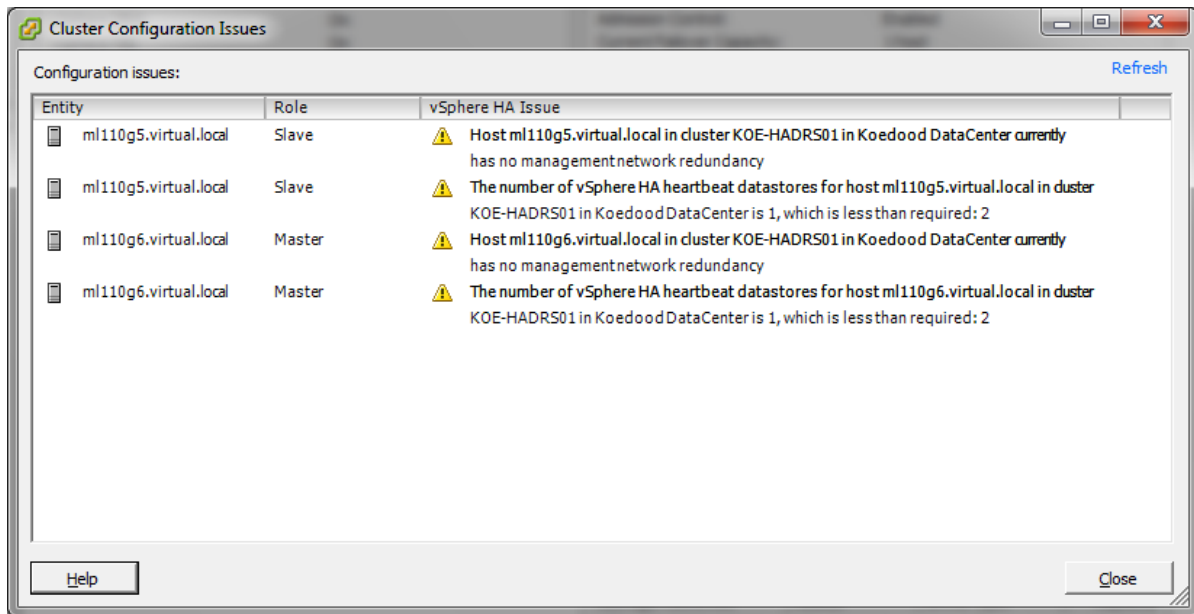 Cluster Configuration Issues
Configuration issues:
Refresh
Entity Role vSphere HA Issue
ml110g5.virtual.local Slave Host ml110g5.virtual.local in cluster KOE-HADRS01 in Koedood DataCenter currently
has no management network redundancy
ml110g5.virtual.local Slave The number of vSphere HA heartbeat datastores for host ml110g5.virtual.local in cluster
KOE-HADRS01 in Koedood DataCenter is 1, which is less than required: 2
ml110g6.virtual.local Master Host ml110g6.virtual.local in cluster KOE-HADRS01 in Koedood DataCenter currently
has no management network redundancy
ml110g6.virtual.local Master The number of vSphere HA heartbeat datastores for host ml110g6.virtual.local in cluster
KOE-HADRS01 in Koedood DataCenter is 1, which is less than required: 2
Help
Close